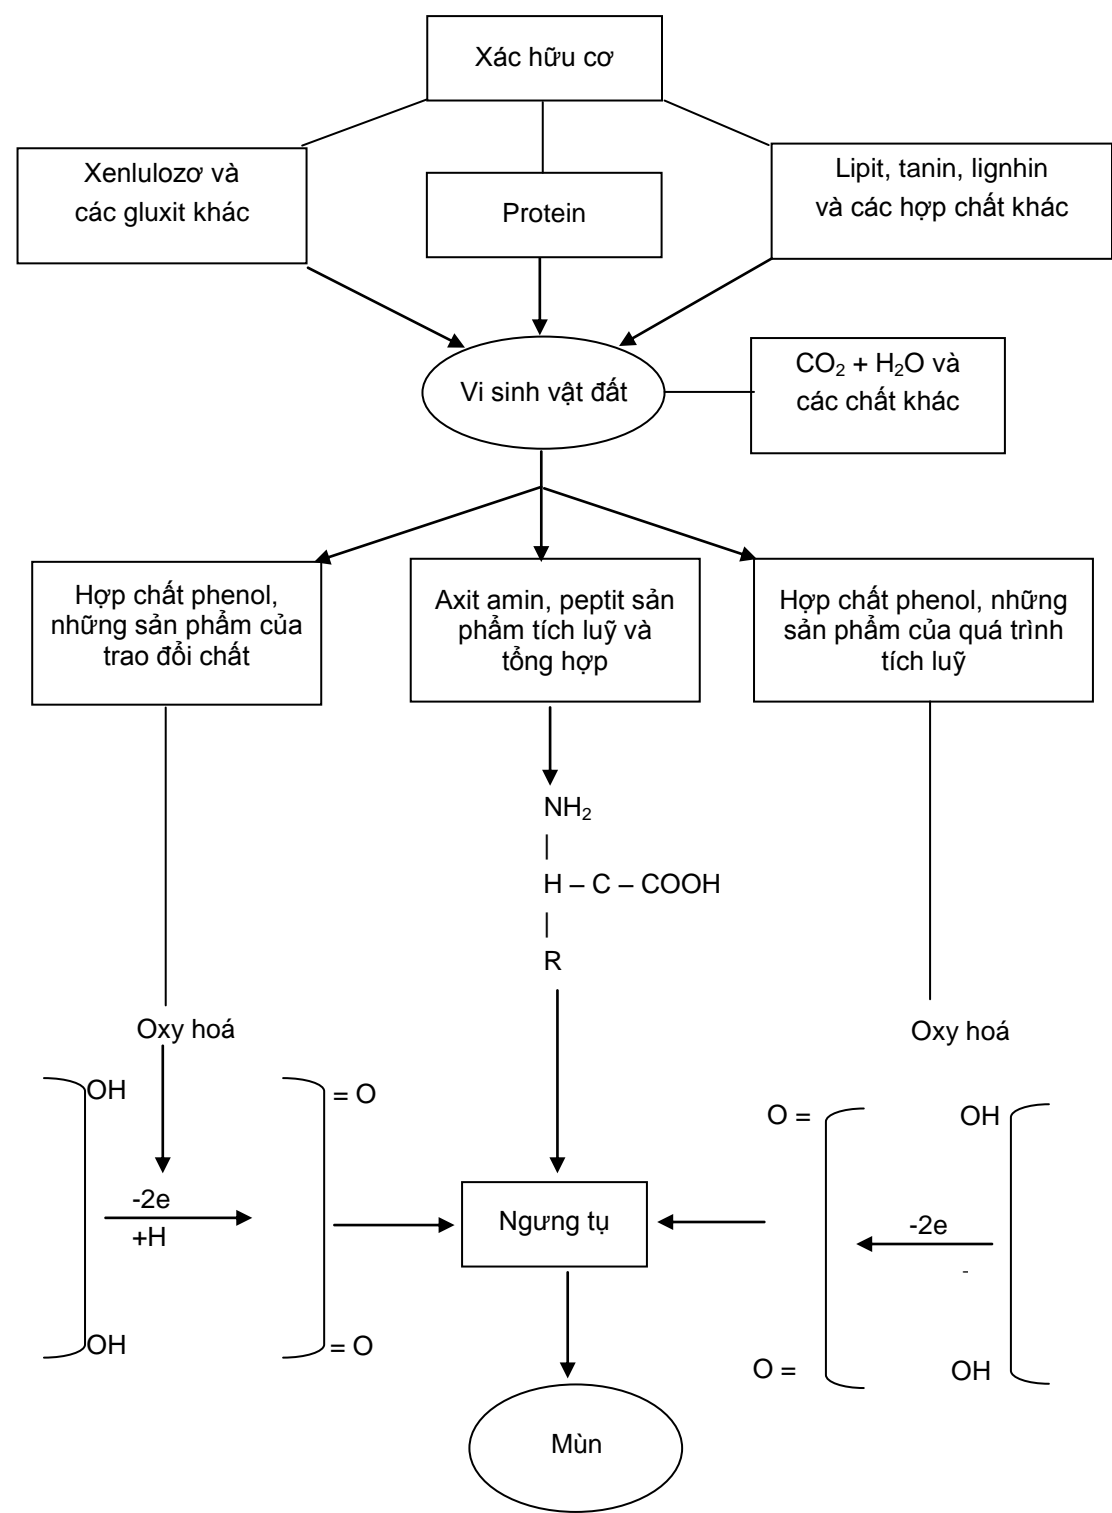 Xác hữu cơ
Xenlulozơ và
các gluxit khác
Protein
Lipit, tanin, lignhin
và các hợp chất khác
Vi sinh vật đất
CO₂ + H₂O và
các chất khác
Hợp chất phenol,
những sản phẩm của
trao đổi chất
Axit amin, peptit sản
phẩm tích luỹ và
tổng hợp
Hợp chất phenol, những
sản phẩm của quá trình
tích luỹ
NH₂
|
H – C – COOH
|
R
Oxy hoá
Oxy hoá
OH
= O
O =
OH
-2e
+H
Ngưng tụ
-2e
-
OH
= O
O =
OH
Mùn